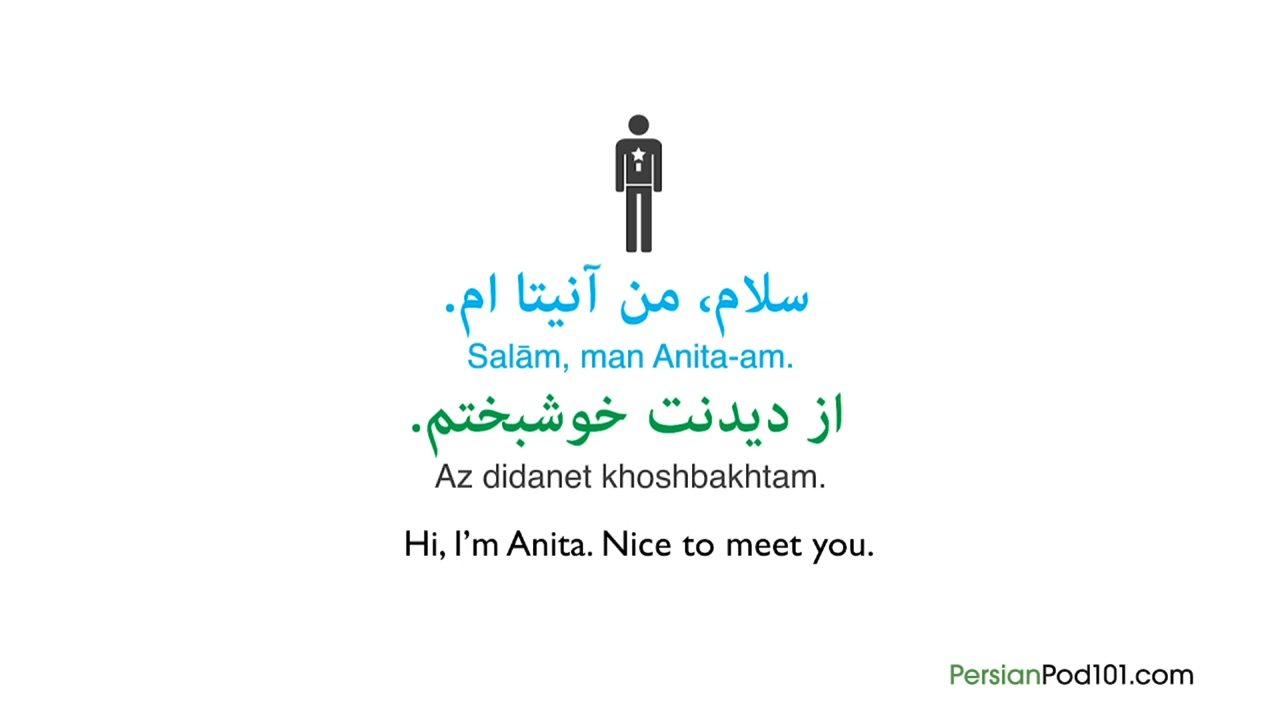 سلام، من آنیتا ام.
Salām, man Anita-am.
از دیدنت خوشبختم.
Az didanet khoshbakhtam.
Hi, I'm Anita. Nice to meet you.
PersianPod101.com